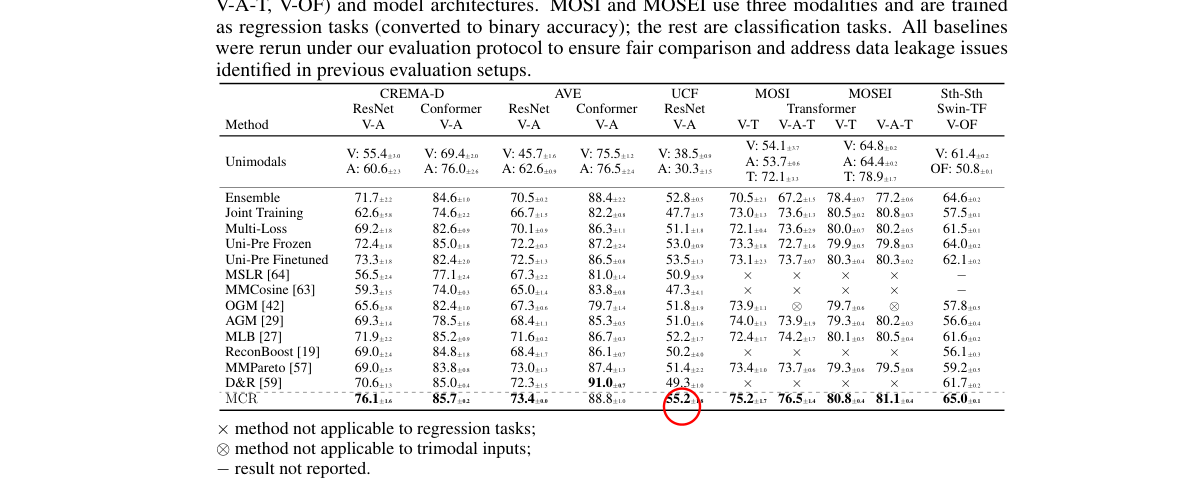 V-A-T, V-OF) and model architectures. MOSI and MOSEI use three modalities and are trained
as regression tasks (converted to binary accuracy); the rest are classification tasks. All baselines
were rerun under our evaluation protocol to ensure fair comparison and address data leakage issues
identified in previous evaluation setups.
CREMA-D AVE UCF MOSI MOSEI Sth-Sth
ResNet Conformer ResNet Conformer ResNet Transformer Swin-TF
Method V-A V-A V-A V-A V-A V-T V-A-T V-T V-A-T V-OF
V: 54.1±3.7 V: 64.8±0.2
V: 55.4±3.0 V: 69.4±2.0 V: 45.7±1.6 V: 75.5±1.2 V: 38.5 V: 61.4±0.2
Unimodals A: 53.7±0.6 A: 64.4±0.2
A: 60.6±2.3 A: 76.0±2.6 A: 62.6±0.9 A: 76.5±2.4 A: 30.3±1.5 OF: 50.8±0.1
T: 72.1±3.3 T: 78.9±1.7
Ensemble 71.7±2.2 84.6±1.0 70.5±0.2 88.4±2.2 52.8±0.5 70.5±2.1 67.2±1.5 78.4±0.7 77.2±0.6 64.6±0.2
Joint Training 62.6 74.6±2.2 66.7±1.5 82.2±0.8 47.7±1.5 73.0±1.3 73.6±1.3 80.5±0.2 80.8±0.3 57.5±0.1
Multi-Loss 69.2±1.8 82.6±0.9 70.1±0.9 86.3±1.1 51.1±1.8 72.1±0.4 73.6±2.9 80.0±0.7 80.2±0.5 61.5±0.1
Uni-Pre Frozen 72.4±1.8 85.0±1.8 72.2±0.3 87.2±2.4 53.0±0.9 73.3±1.8 72.7±1.6 79.9±0.5 79.8±0.3 64.0±0.2
Uni-Pre Finetuned 73.3±1.8 82.4±2.0 72.5±1.3 86.5±0.8 53.5±1.3 73.1±2.3 73.7±0.7 80.3±0.4 80.3±0.2 62.1±0.2
MSLR [64] 56.5±2.4 77.1±2.4 67.3±2.2 81.0±1.4 50.9 × × × × −
MMCosine [63] 59.3±1.5 74.0±0.3 65.0±1.4 83.8±0.8 47.3±4.1 × × × × −
OGM [42] 65.6 82.4±1.0 67.3±0.6 79.7±1.4 51.8±1.0 73.9±1.1 ⊗ 79.7±0.6 ⊗ 57.8±0.5
AGM [29] 69.3±1.4 78.5±1.6 68.4±1.1 85.3±0.5 51.0±1.6 74.0±1.3 73.9±1.9 79.3±0.4 80.2±0.3 56.6±0.4
MLB [27] 71.9±2.2 85.2 71.6±0.2 86.7±0.3 52.2±1.7 72.4±1.7 74.2±1.7 80.1±0.5 80.5±0.4 61.6±0.2
ReconBoost [19] 69.0±2.4 84.8±1.8 68.4±1.7 86.1±0.7 50.2 × × × × 56.1±0.3
MMPareto [57] 69.0±2.5 83.8±0.8 73.0±1.3 87.4±1.3 51.4±2.2 73.4±1.0 73.7 79.3 79.5 59.2±0.5
D&R [59] 70.6±1.3 85.0±0.4 72.3±1.5 91.0±0.7 49.3±1.0 × × × × 61.7±0.2
MCR 76.1±1.6 85.7±0.2 73.4 88.8±1.0 55.2 75.2±1.7 76.5±1.4 80.8±0.4 81.1±0.4 65.0±0.1
× method not applicable to regression tasks;
⊗ method not applicable to trimodal inputs;
− result not reported.